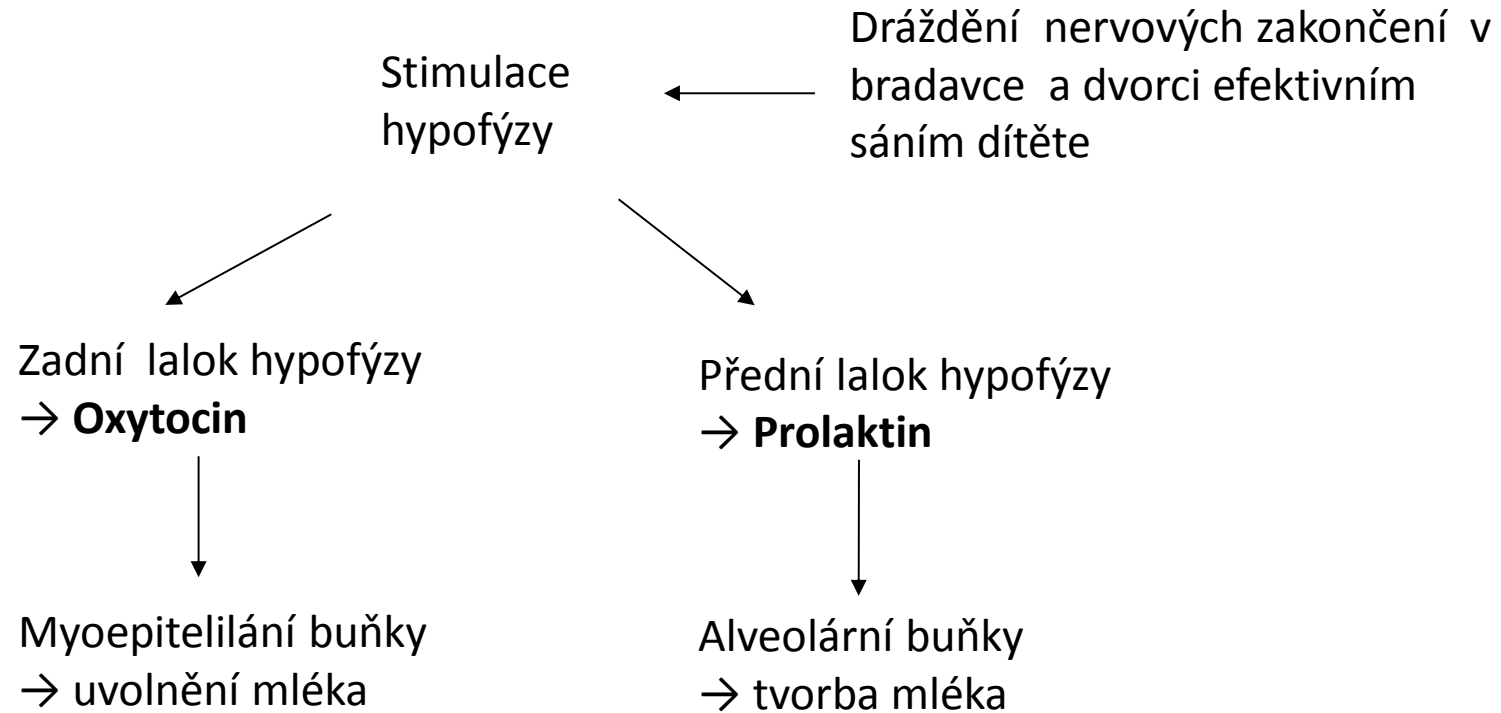 Dráždění nervových zakončení v
bradavce a dvorci efektivním
sáním dítěte
Stimulace
hypofýzy
Zadní lalok hypofýzy
→ Oxytocin
Přední lalok hypofýzy
→ Prolaktin
Myoepitelilání buňky
→ uvolnění mléka
Alveolární buňky
→ tvorba mléka